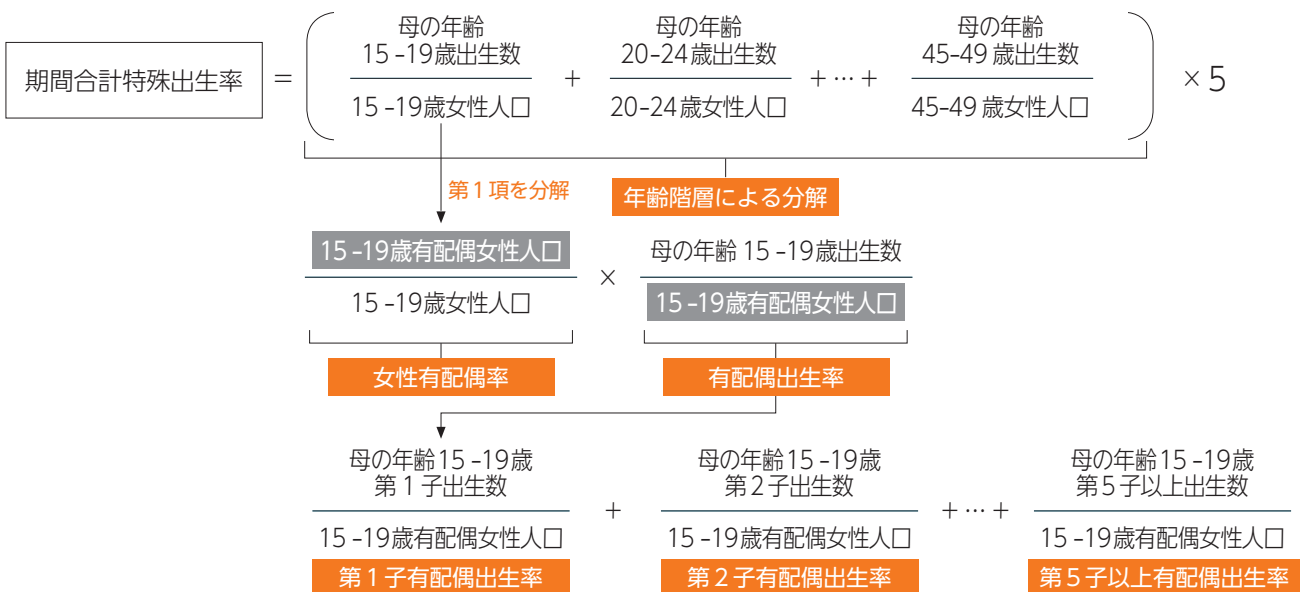 期間合計特殊出生率
=
母の年齢
15-19歳出生数
15-19歳女性人口
+
母の年齢
20-24歳出生数
20-24歳女性人口
+…+
母の年齢
45-49歳出生数
45-49歳女性人口
×5
第1項を分解
年齢階層による分解
15-19歳有配偶女性人口
15-19歳女性人口
×
母の年齢 15-19歳出生数
15-19歳有配偶女性人口
女性有配偶率
有配偶出生率
母の年齢15-19歳
第1子出生数
15-19歳有配偶女性人口
第1子有配偶出生率
+
母の年齢15-19歳
第2子出生数
15-19歳有配偶女性人口
第2子有配偶出生率
+…+
母の年齢15-19歳
第5子以上出生数
15-19歳有配偶女性人口
第5子以上有配偶出生率